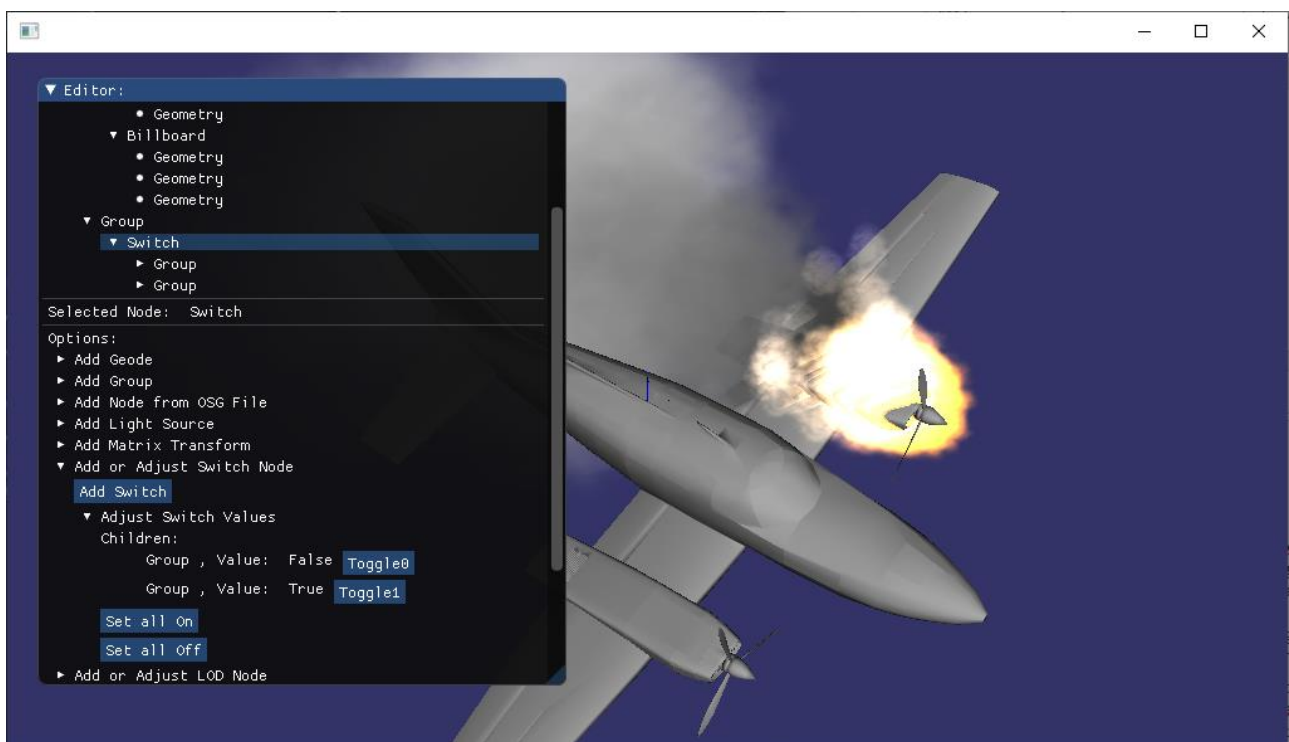 Editor:
Geometry
Billboard
Geometry
Geometry
Geometry
Group
Switch
Group
Group
Selected Node: Switch
Options:
Add Geode
Add Group
Add Node from OSG File
Add Light Source
Add Matrix Transform
Add or Adjust Switch Node
Add Switch
Adjust Switch Values
Children:
Group , Value: False Toggle0
Group , Value: True Toggle1
Set all On
Set all Off
Add or Adjust LOD Node